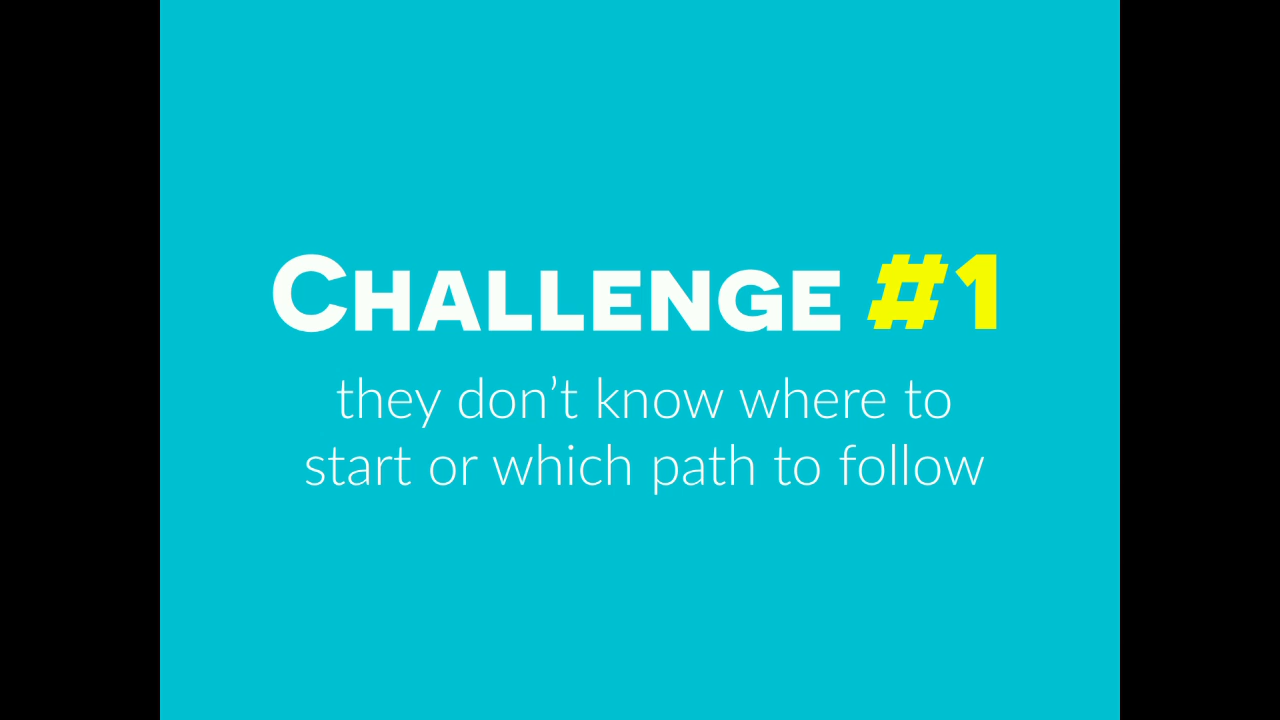 Challenge #1
they don’t know where to
start or which path to follow